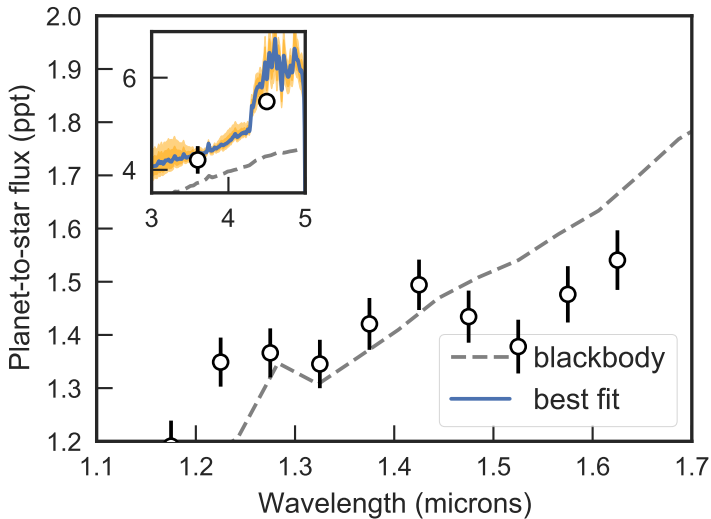 2.0
1.9
1.8
1.7
1.6
1.5
1.4
1.3
1.2
Planet-to-star flux (ppt)
6
4
3 4 5
blackbody
best fit
1.1 1.2 1.3 1.4 1.5 1.6 1.7
Wavelength (microns)